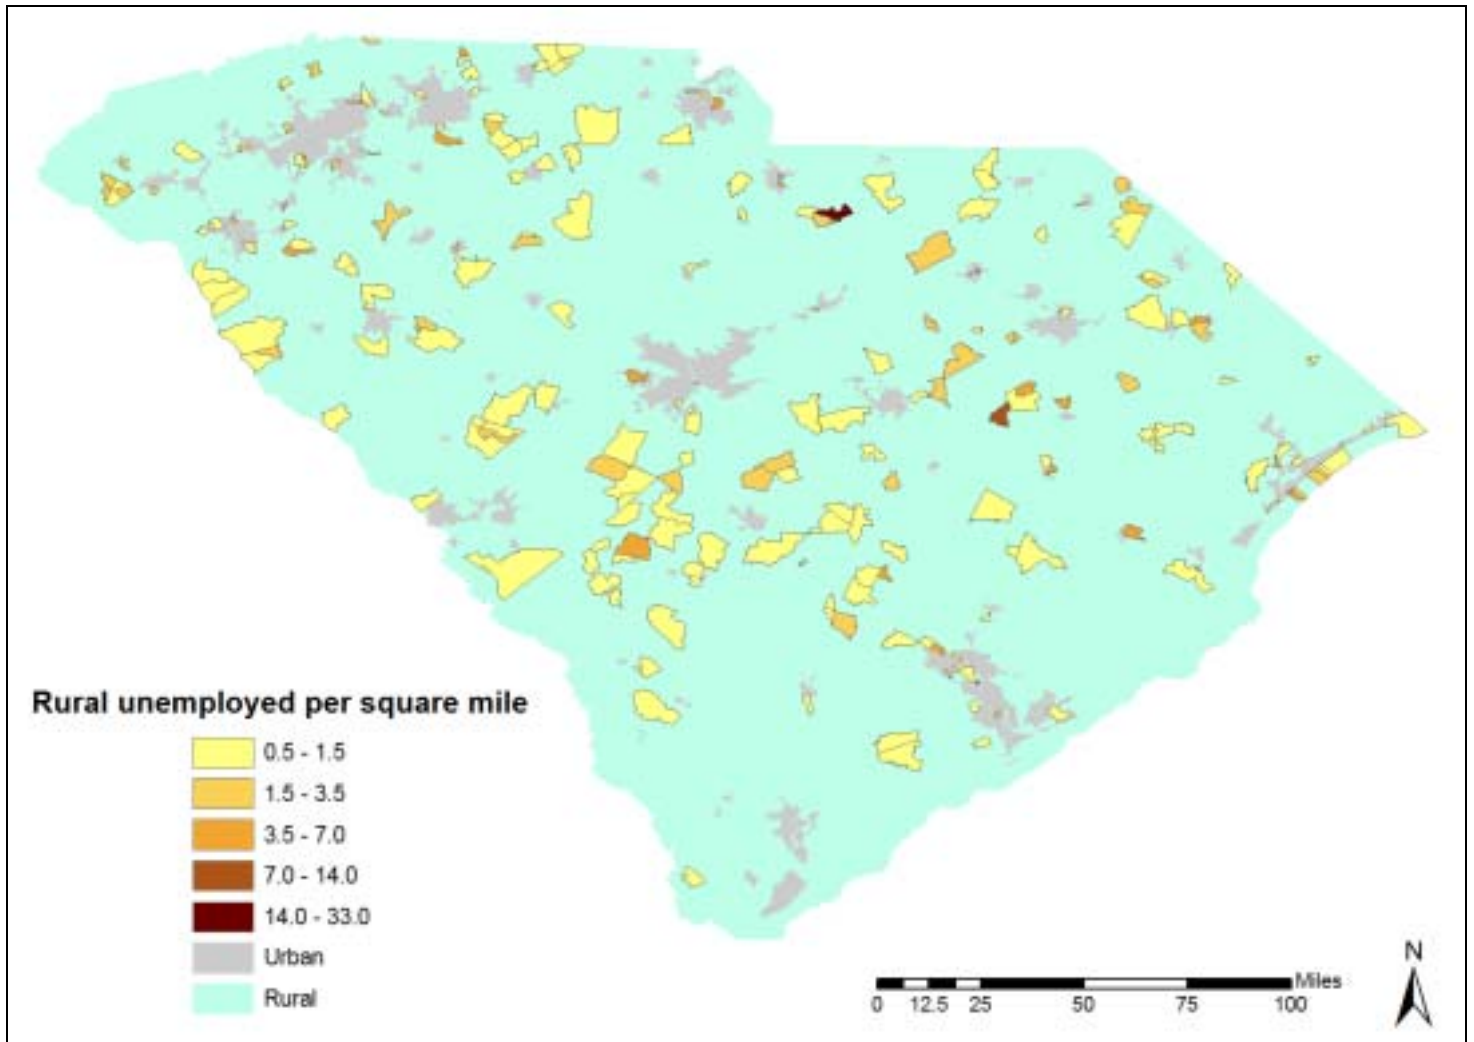 Rural unemployed per square mile
0.5 - 1.5
1.5 - 3.5
3.5 - 7.0
7.0 - 14.0
14.0 - 33.0
Urban
Rural
N
Miles
0 12.5 25 50 75 100